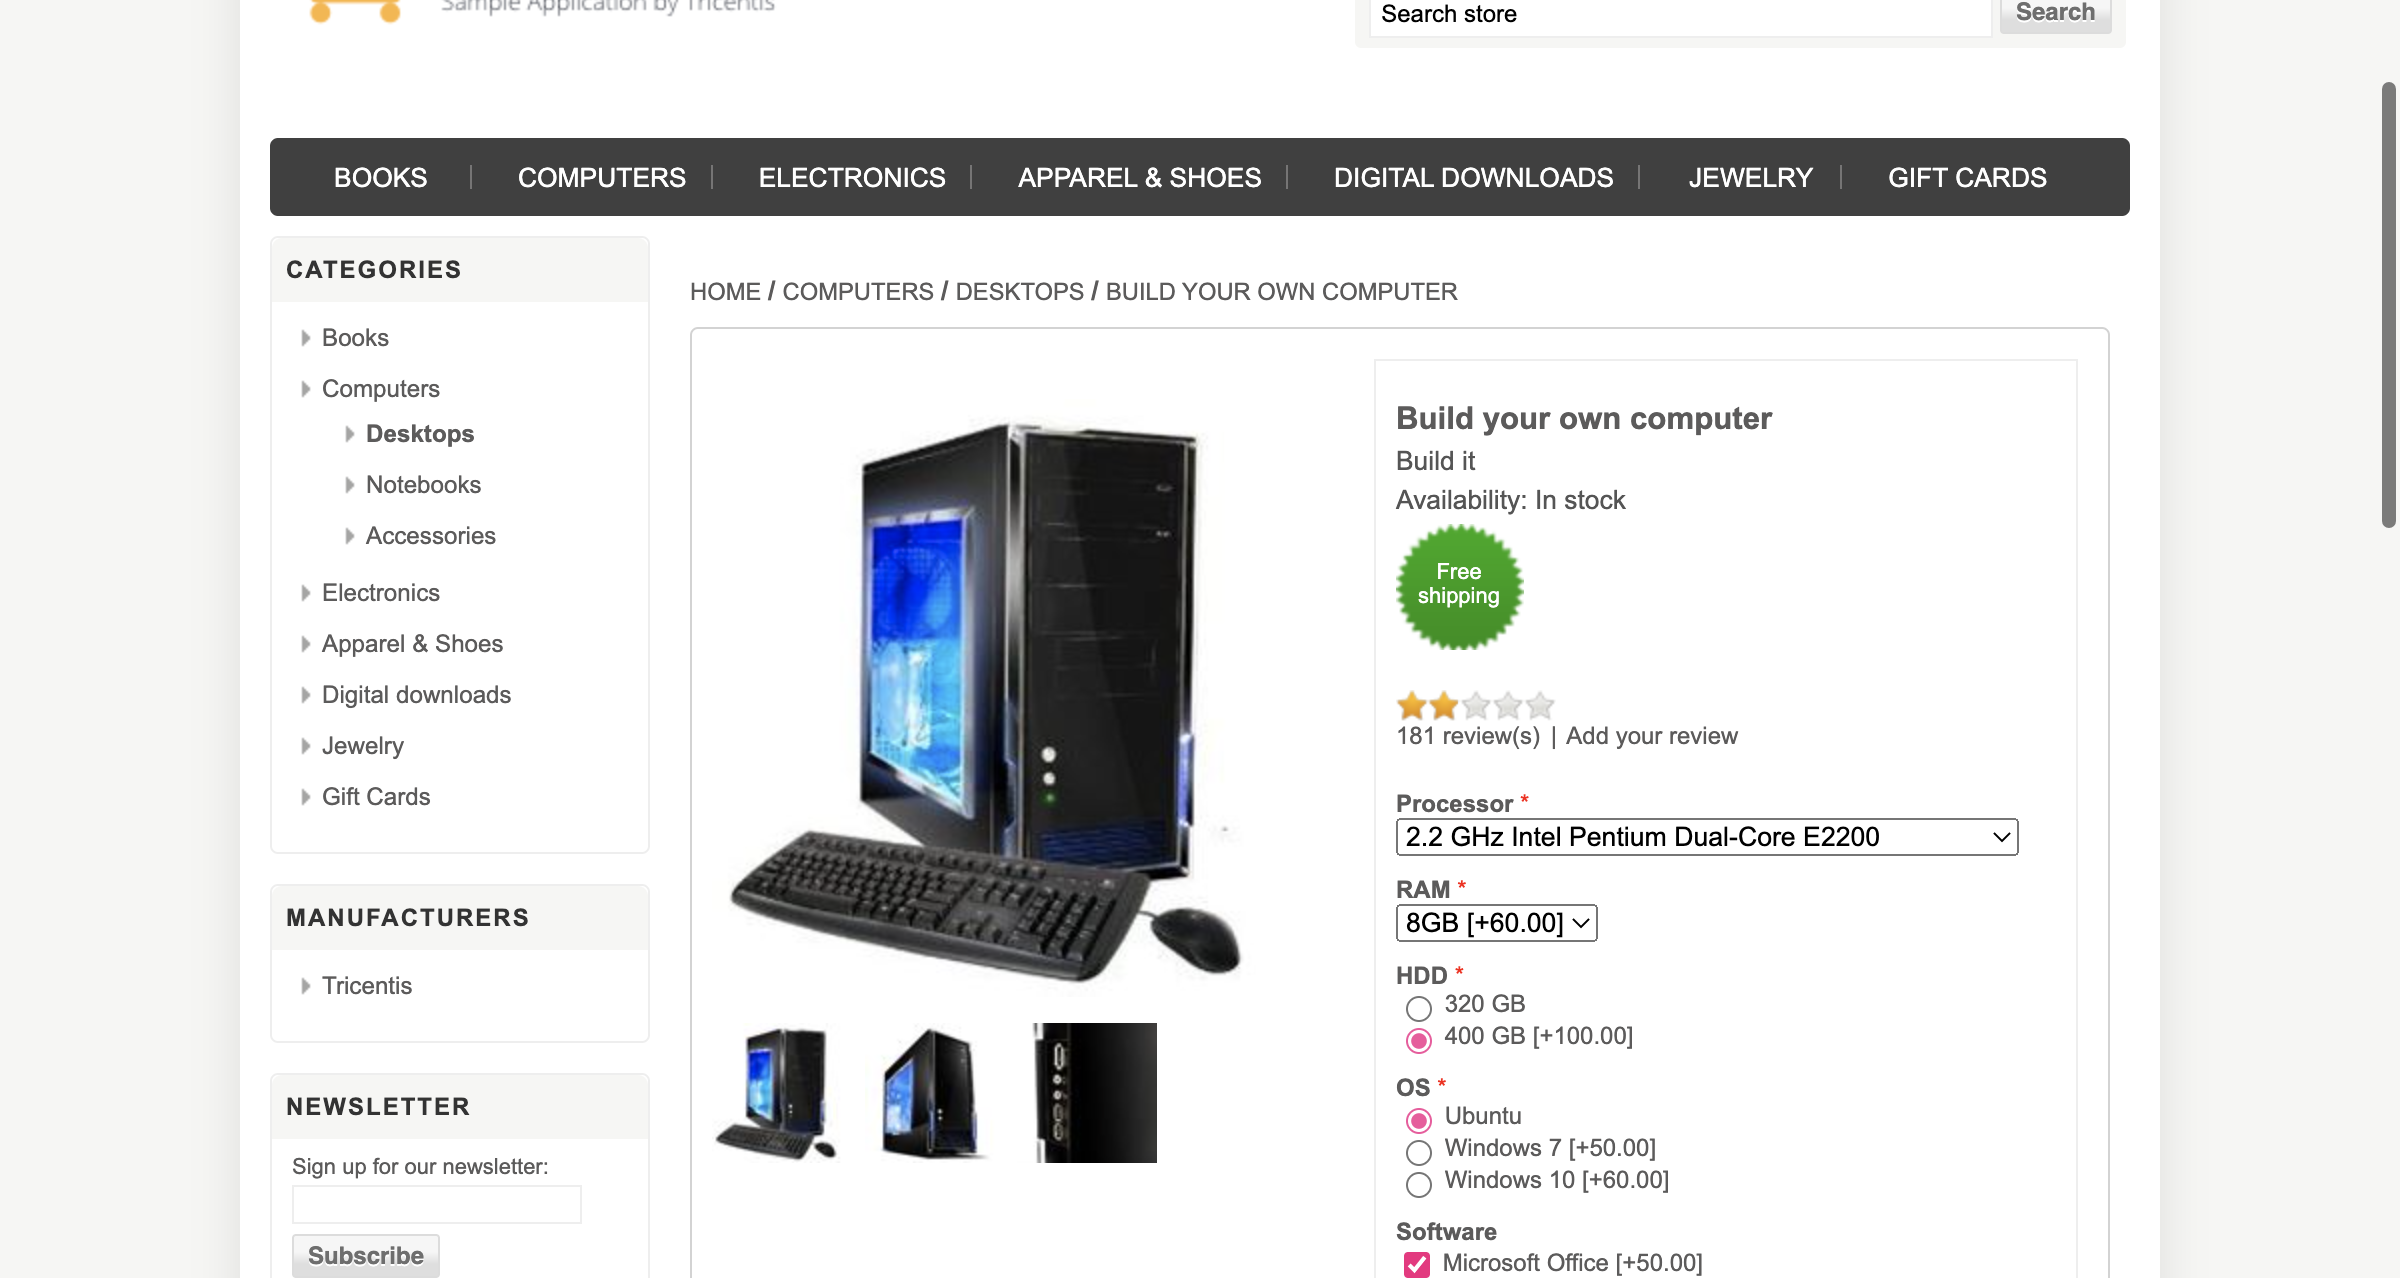 Sample Application by Tricentis
Search store
Search
BOOKS
COMPUTERS
ELECTRONICS
APPAREL & SHOES
DIGITAL DOWNLOADS
JEWELRY
GIFT CARDS
CATEGORIES
Books
Computers
Desktops
Notebooks
Accessories
Electronics
Apparel & Shoes
Digital downloads
Jewelry
Gift Cards
MANUFACTURERS
Tricentis
NEWSLETTER
Sign up for our newsletter:
Subscribe
HOME / COMPUTERS / DESKTOPS / BUILD YOUR OWN COMPUTER
Build your own computer
Build it
Availability: In stock
Free
shipping
181 review(s) | Add your review
Processor *
2.2 GHz Intel Pentium Dual-Core E2200
RAM *
8GB [+60.00]
HDD *
320 GB
400 GB [+100.00]
OS *
Ubuntu
Windows 7 [+50.00]
Windows 10 [+60.00]
Software
Microsoft Office [+50.00]